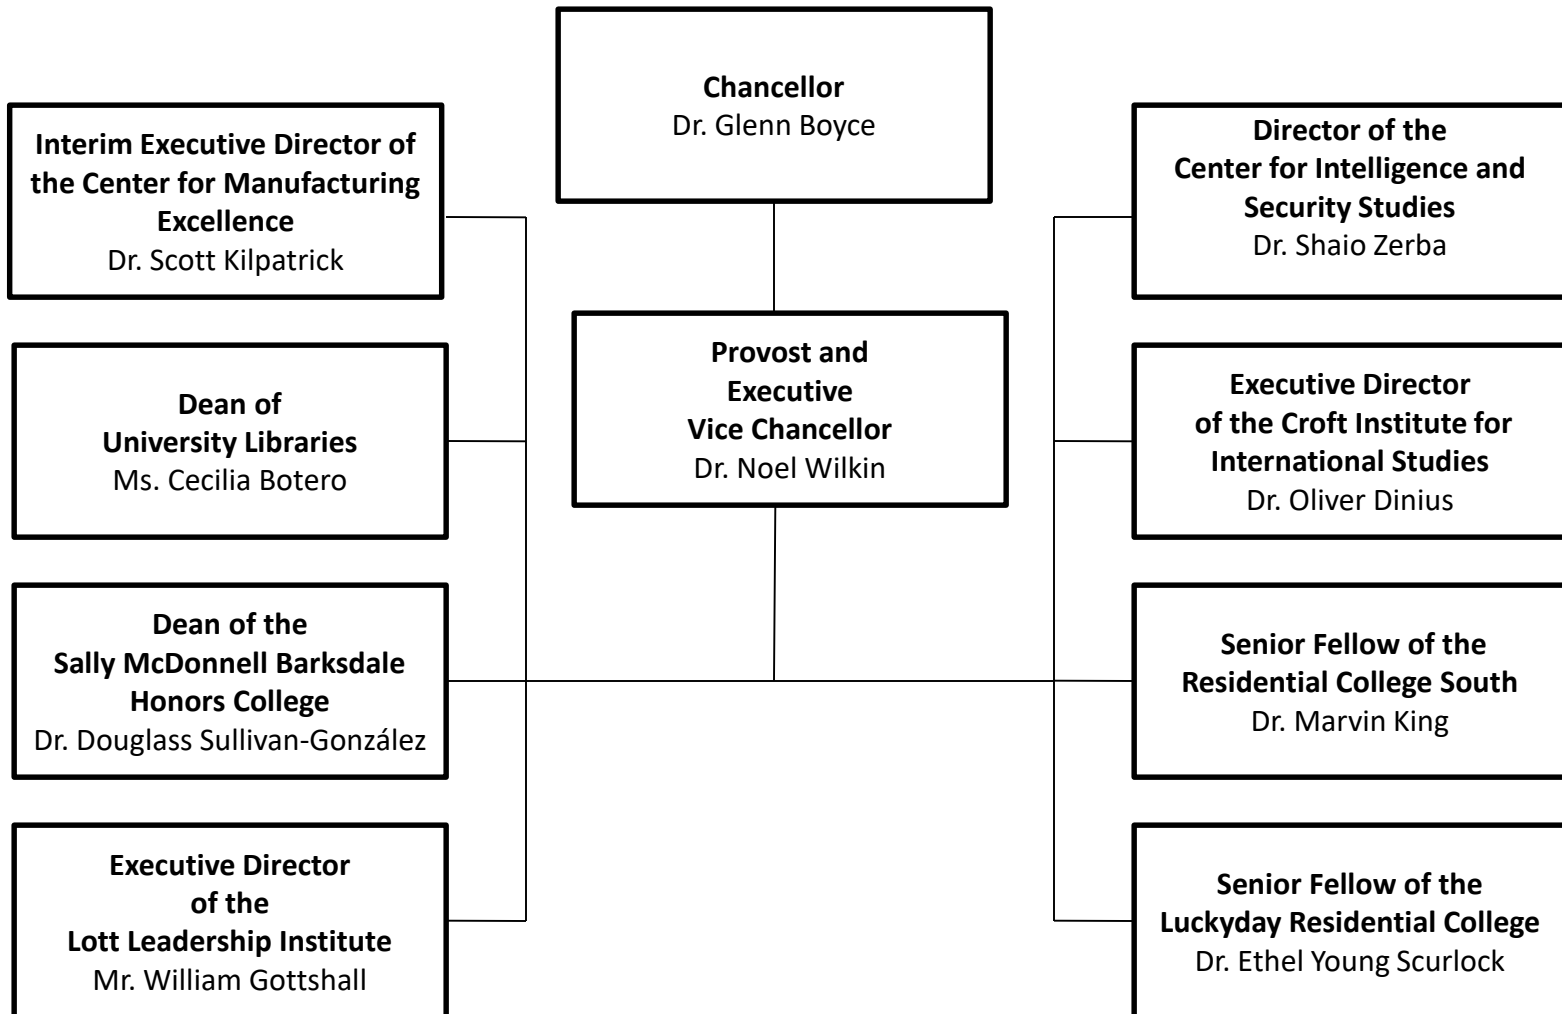 Chancellor
Dr. Glenn Boyce
Interim Executive Director of
the Center for Manufacturing
Excellence
Dr. Scott Kilpatrick
Director of the
Center for Intelligence and
Security Studies
Dr. Shaio Zerba
Provost and
Executive
Vice Chancellor
Dr. Noel Wilkin
Dean of
University Libraries
Ms. Cecilia Botero
Executive Director
of the Croft Institute for
International Studies
Dr. Oliver Dinius
Dean of the
Sally McDonnell Barksdale
Honors College
Dr. Douglass Sullivan-González
Senior Fellow of the
Residential College South
Dr. Marvin King
Executive Director
of the
Lott Leadership Institute
Mr. William Gottshall
Senior Fellow of the
Luckyday Residential College
Dr. Ethel Young Scurlock